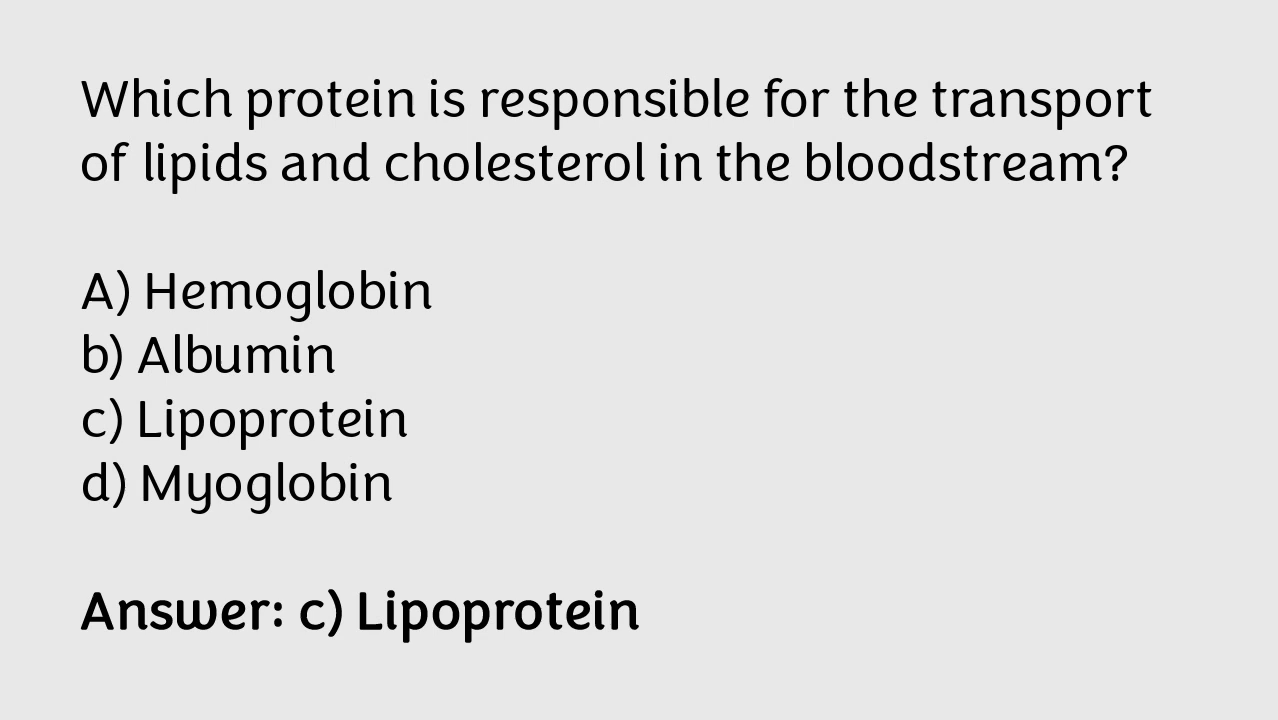 Which protein is responsible for the transport
of lipids and cholesterol in the bloodstream?
A) Hemoglobin
b) Albumin
c) Lipoprotein
d) Myoglobin
Answer: c) Lipoprotein